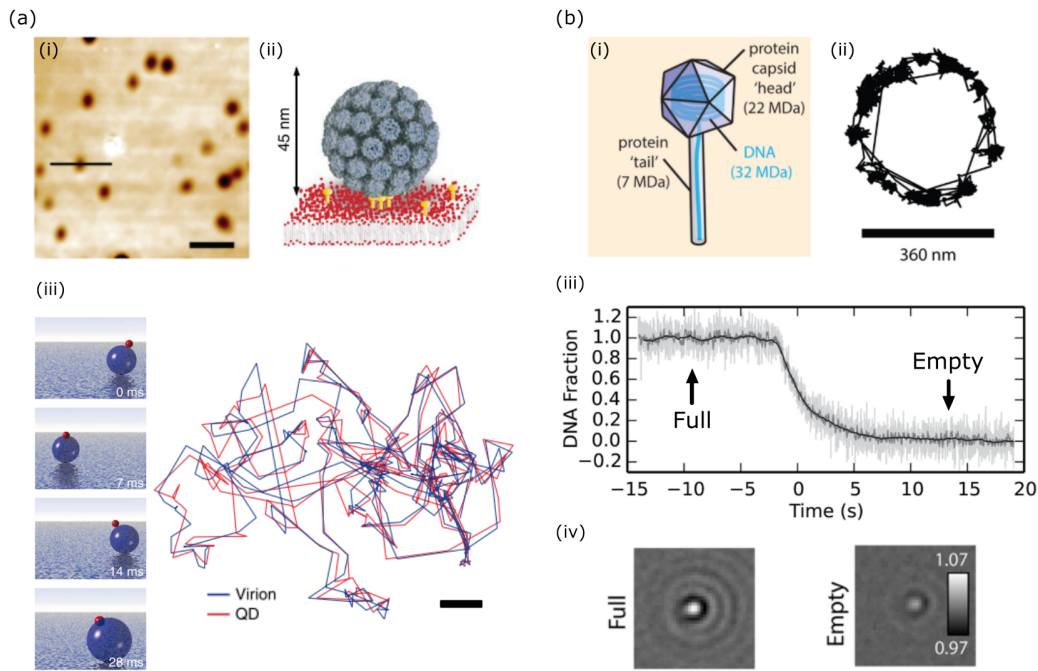 (a)
(i)
(ii)
45 nm
(iii)
0 ms
7 ms
14 ms
28 ms
Virion
QD
(b)
(i)
protein
capsid
'head'
(22 MDa)
protein
'tail'
(7 MDa)
DNA
(32 MDa)
(ii)
360 nm
(iii)
DNA Fraction
1.2
1.0
0.8
0.6
0.4
0.2
0.0
−0.2
Full
Empty
−15 −10 −5 0 5 10 15 20
Time (s)
(iv)
Full
Empty
1.07
0.97